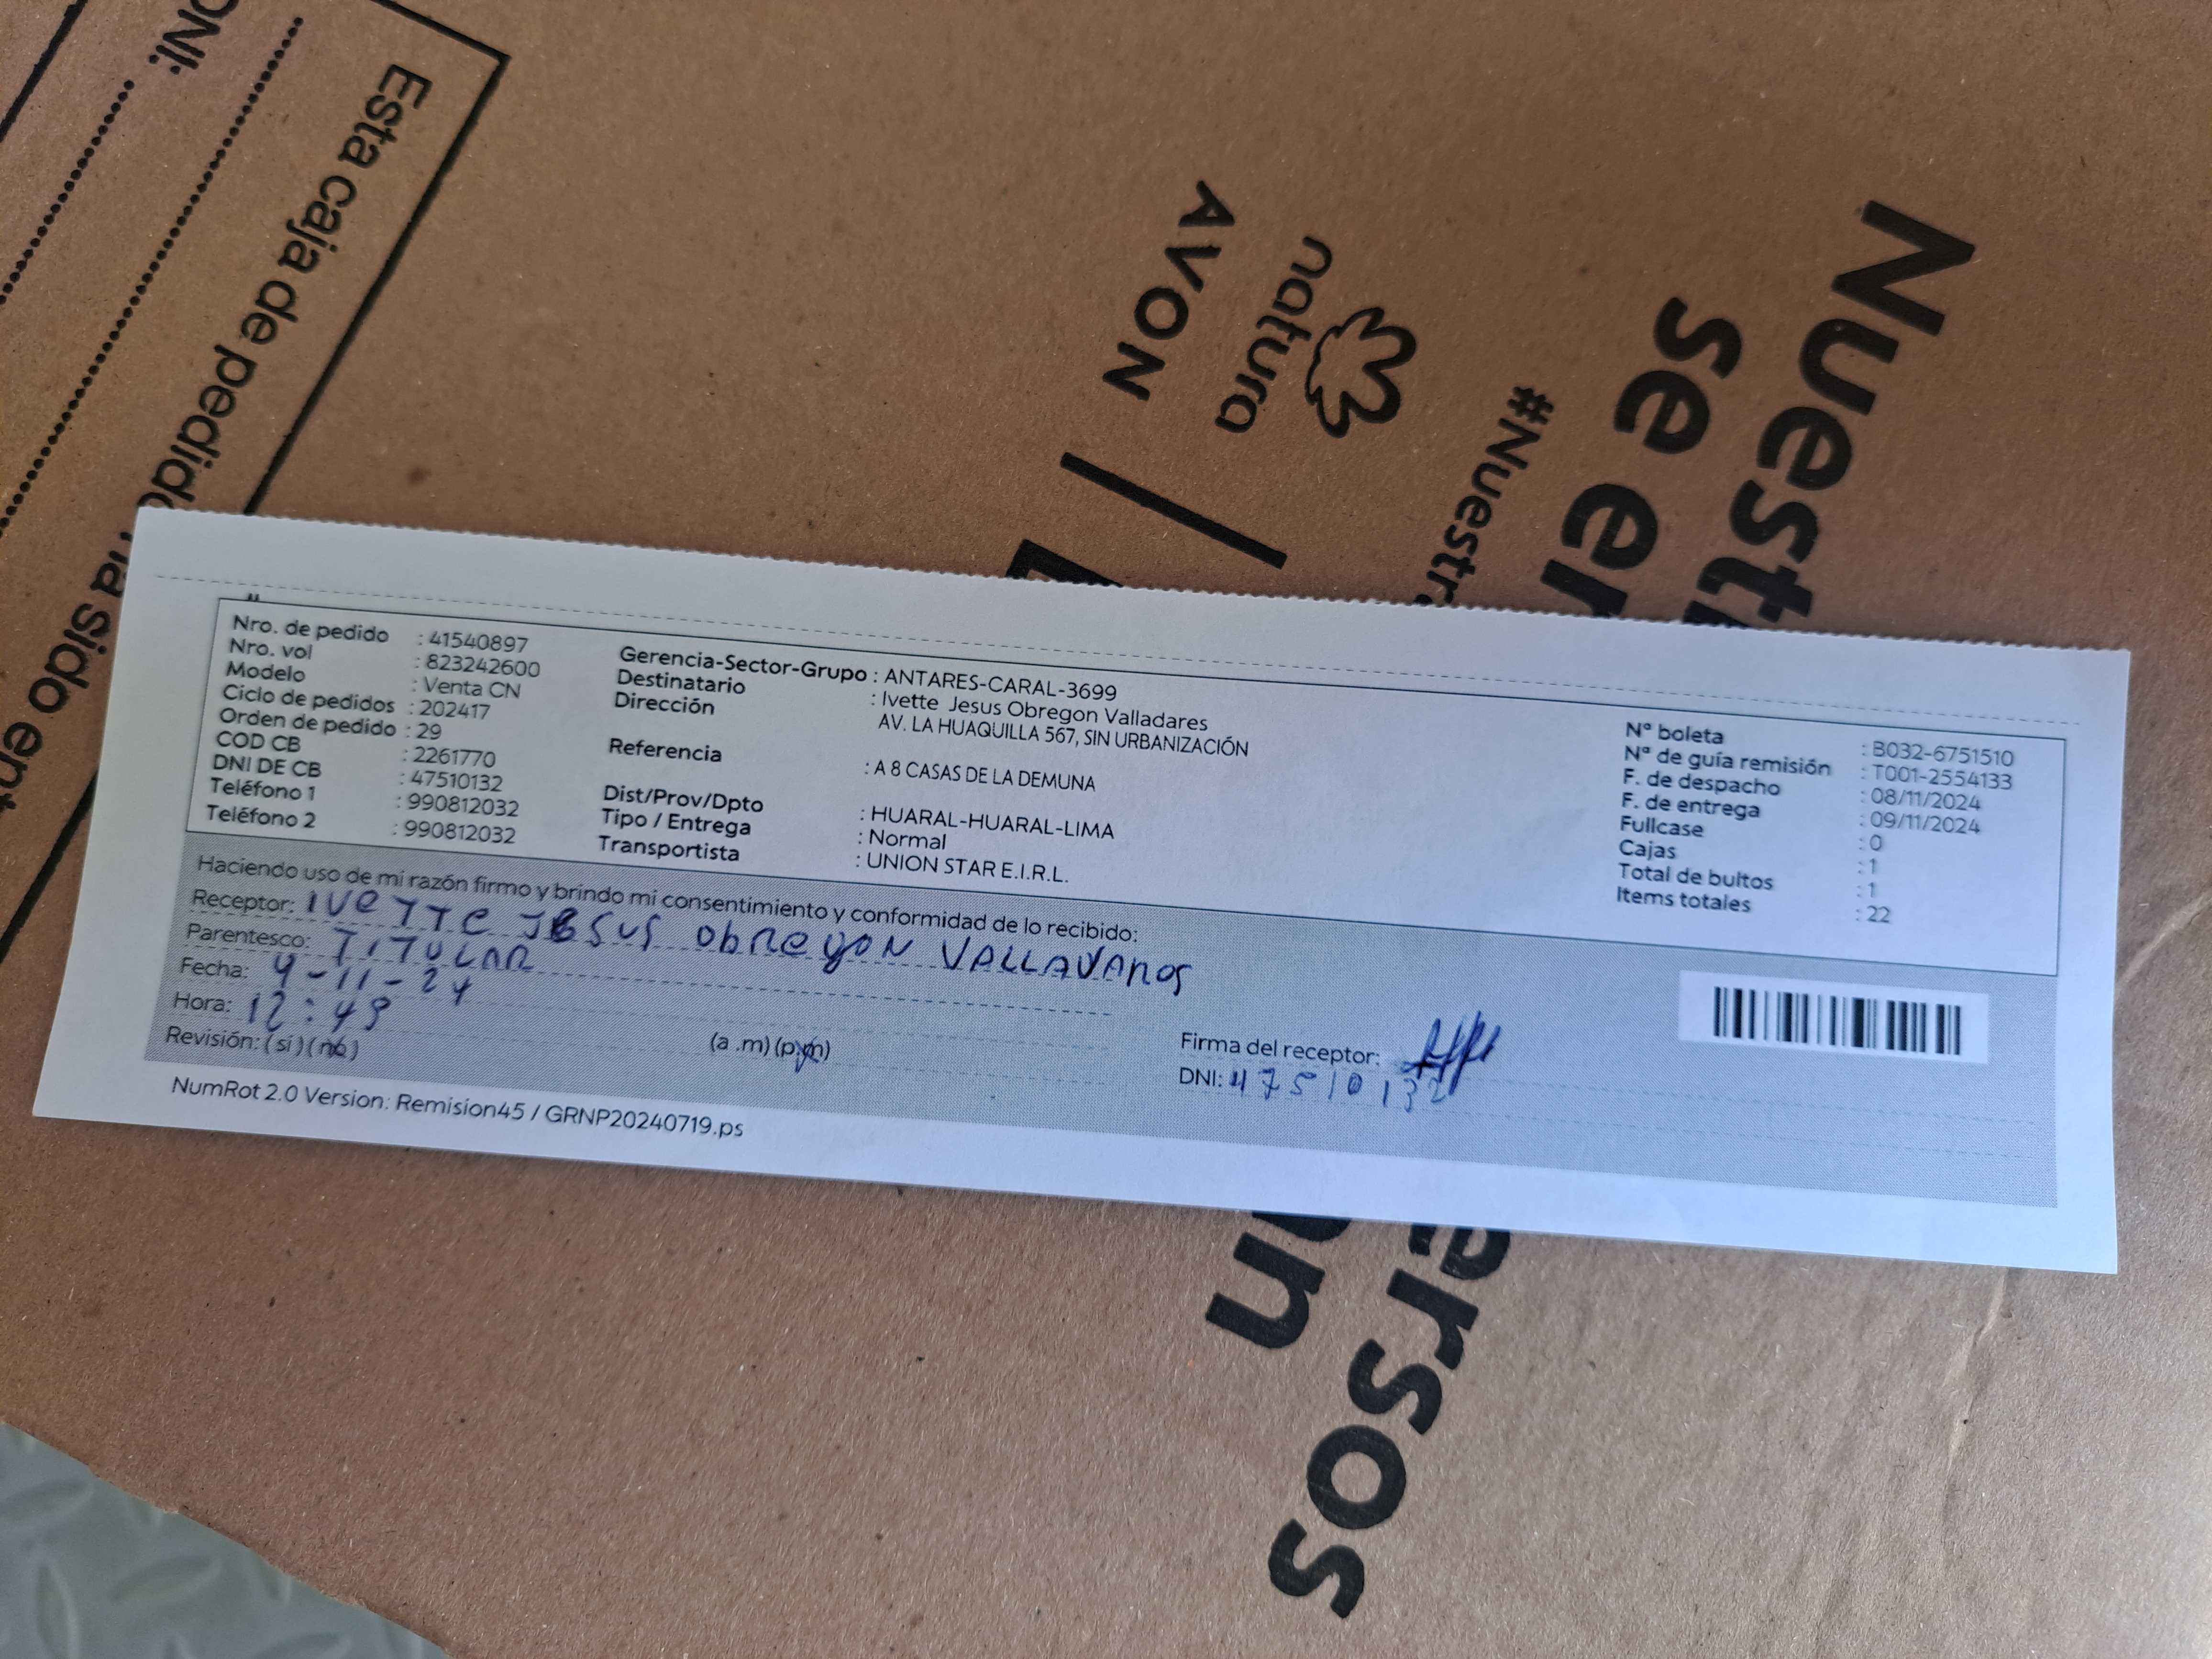 DNI:
Esta caja de pedido ha sido ent
AVON
natura
#Nuestr
Nuest ersos
se en on
Nro. de pedido : 41540897
Nro. vol : 823242600
Modelo : Venta CN
Ciclo de pedidos : 202417
Orden de pedido : 29
COD CB : 2261770
DNI DE CB : 47510132
Teléfono 1 : 990812032
Teléfono 2 : 990812032
Gerencia-Sector-Grupo : ANTARES-CARAL-3699
Destinatario : Ivette Jesus Obregon Valladares
Dirección AV. LA HUAQUILLA 567, SIN URBANIZACIÓN
Referencia : A 8 CASAS DE LA DEMUNA
Dist/Prov/Dpto : HUARAL-HUARAL-LIMA
Tipo / Entrega : Normal
Transportista : UNION STAR E.I.R.L.
Nº boleta : B032-6751510
Nº de guía remisión : T001-2554133
F. de despacho : 08/11/2024
F. de entrega : 09/11/2024
Fullcase : 0
Cajas : 1
Total de bultos : 1
Items totales : 22
Haciendo uso de mi razón firmo y brindo mi consentimiento y conformidad de lo recibido:
Receptor: IVETTE JESUS Obregon
Parentesco: TITULAR
Fecha: 9-11-24
Hora: 12:49 (a .m) (p.m)
Revisión: (si) (no)
Firma del receptor:
DNI: 47510132
NumRot 2.0 Version: Remision45 / GRNP20240719.ps